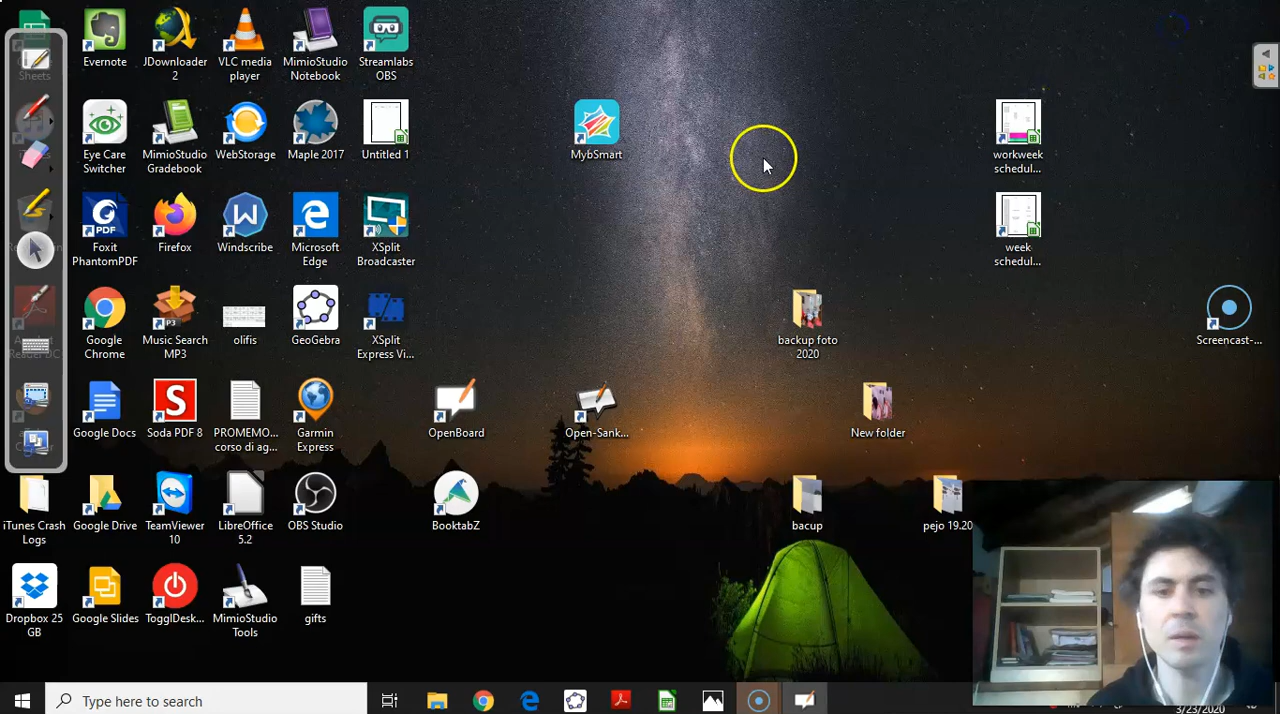 Sheets
Evernote
JDownloader
2
VLC media
player
MimioStudio
Notebook
Streamlabs
OBS
Eye Care
Switcher
MimioStudio
Gradebook
WebStorage
Maple 2017
Untitled 1
MybSmart
workweek
schedul...
PDF
Foxit
PhantomPDF
Firefox
Windscribe
Microsoft
Edge
XSplit
Broadcaster
week
schedul...
Google
Chrome
P3
Music Search
MP3
olifis
GeoGebra
XSplit
Express Vi...
backup foto
2020
Screencast-...
Google Docs
Soda PDF 8
PROMEMO...
corso di ag...
Garmin
Express
OpenBoard
Open-Sank...
New folder
iTunes Crash
Logs
Google Drive
TeamViewer
10
LibreOffice
5.2
OBS Studio
BooktabZ
bacup
pejo 19.20
Dropbox 25
GB
Google Slides
TogglDesk...
MimioStudio
Tools
gifts
Type here to search
3/23/2020